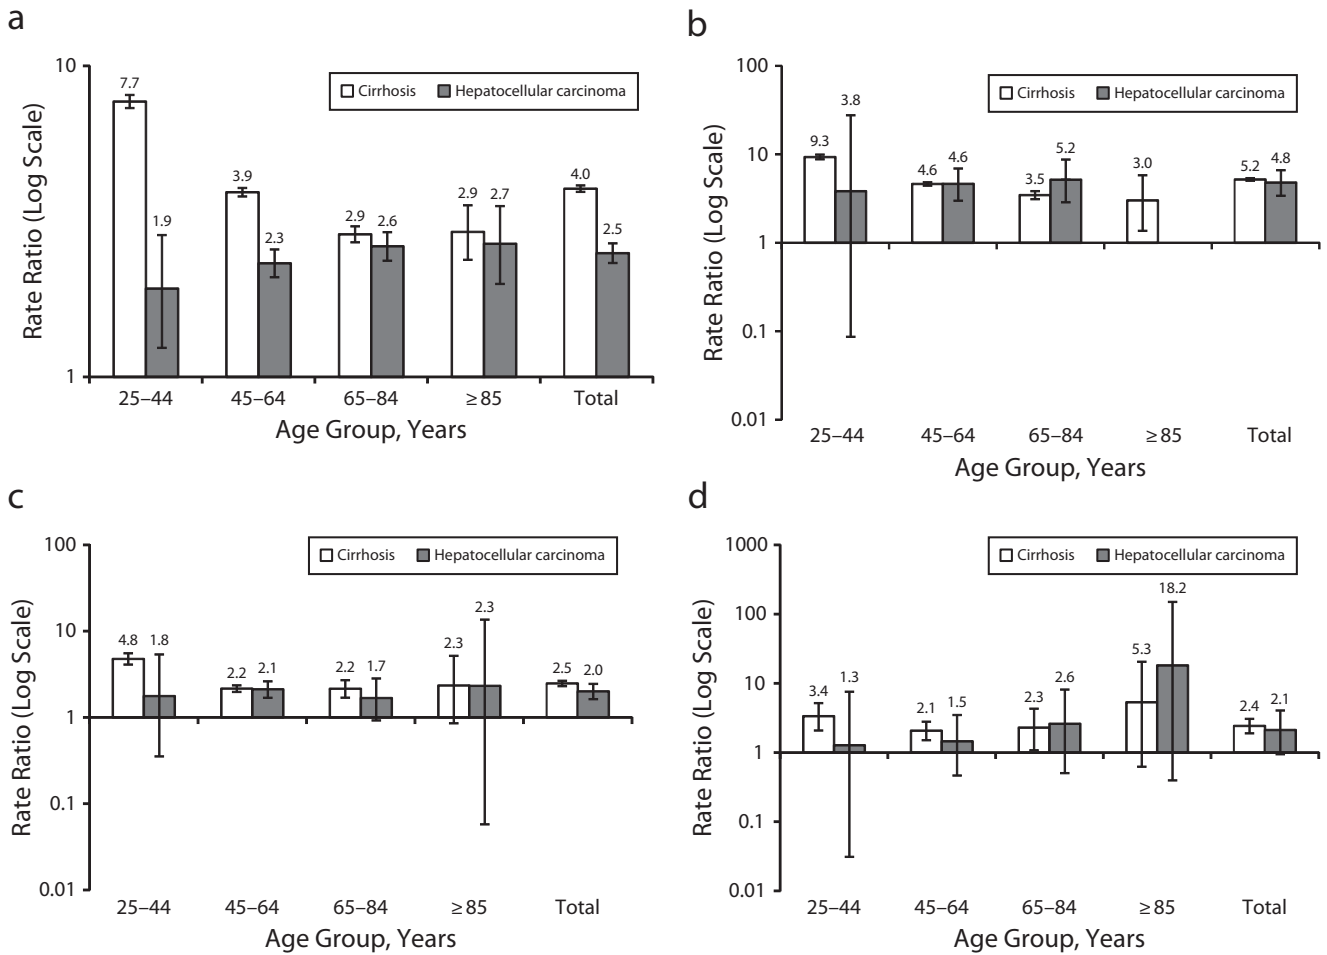 a
10
7.7
Cirrhosis Hepatocellular carcinoma
3.9
4.0
1.9
2.3
2.9 2.6
2.9 2.7
2.5
Rate Ratio (Log Scale)
1
25–44 45–64 65–84 ≥85 Total
Age Group, Years
b
100
Cirrhosis Hepatocellular carcinoma
10
9.3 3.8
4.6 4.6
3.5 5.2
3.0
5.2 4.8
Rate Ratio (Log Scale)
1
0.1
0.01
25–44 45–64 65–84 ≥85 Total
Age Group, Years
c
100
Cirrhosis Hepatocellular carcinoma
10
4.8 1.8
2.2 2.1
2.2 1.7
2.3 2.3
2.5 2.0
Rate Ratio (Log Scale)
1
0.1
0.01
25–44 45–64 65–84 ≥85 Total
Age Group, Years
d
1000
Cirrhosis Hepatocellular carcinoma
100
10
3.4 1.3
2.1 1.5
2.3 2.6
5.3 18.2
2.4 2.1
Rate Ratio (Log Scale)
1
0.1
0.01
25–44 45–64 65–84 ≥85 Total
Age Group, Years